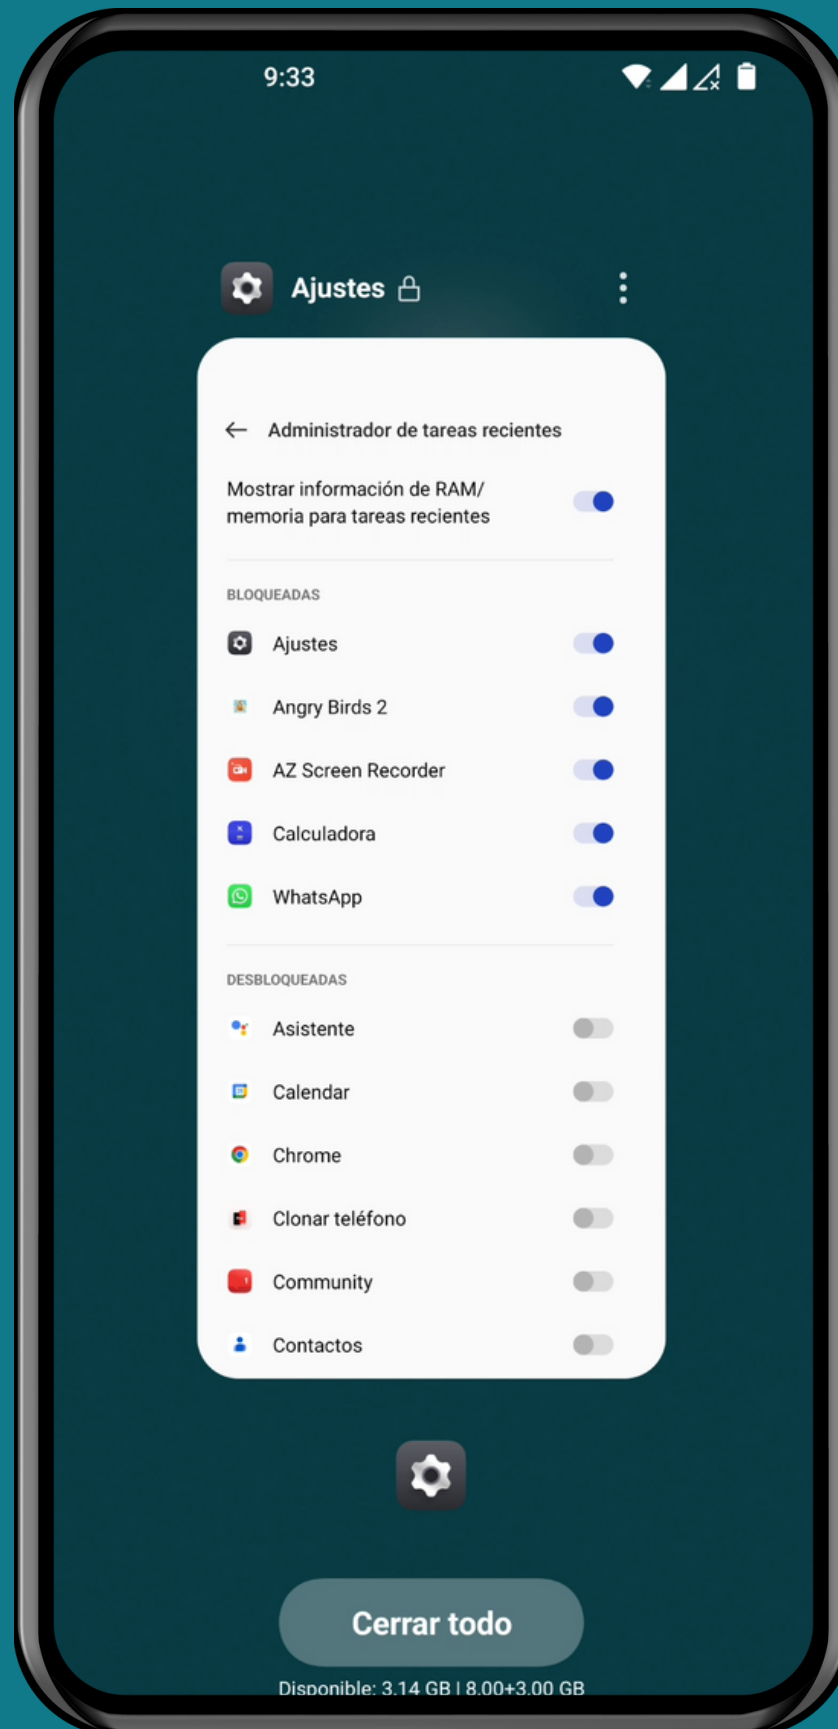 9:33
Ajustes
Administrador de tareas recientes
Mostrar información de RAM/
memoria para tareas recientes
BLOQUEADAS
Ajustes
Angry Birds 2
AZ Screen Recorder
Calculadora
WhatsApp
DESBLOQUEADAS
Asistente
Calendar
Chrome
Clonar teléfono
Community
Contactos
Cerrar todo
Disponible: 3.14 GB | 8.00+3.00 GB